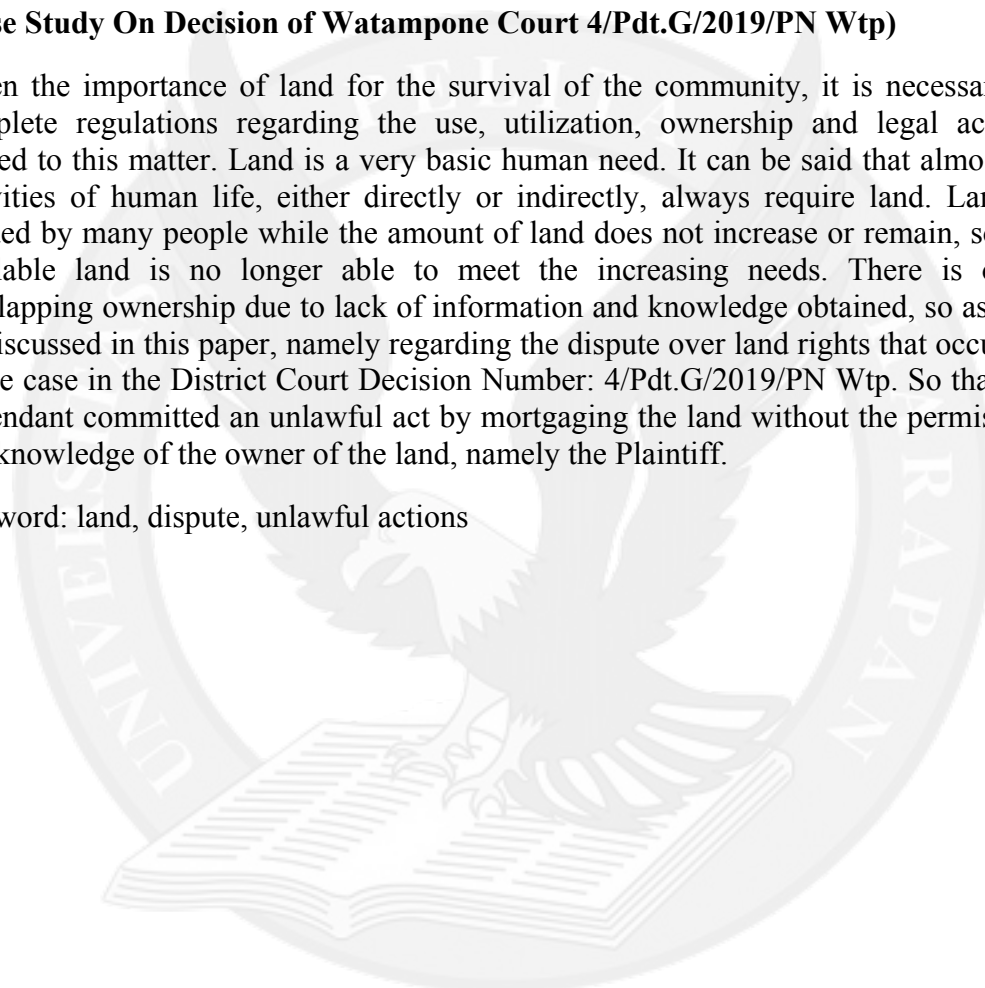 se Study On Decision of Watampone Court 4/Pdt.G/2019/PN Wtp)
en the importance of land for the survival of the community, it is necessa
plete regulations regarding the use, utilization, ownership and legal ac
ed to this matter. Land is a very basic human need. It can be said that almo
vities of human life, either directly or indirectly, always require land. Lan
ed by many people while the amount of land does not increase or remain, so
lable land is no longer able to meet the increasing needs. There is o
lapping ownership due to lack of information and knowledge obtained, so as
iscussed in this paper, namely regarding the dispute over land rights that occu
e case in the District Court Decision Number: 4/Pdt.G/2019/PN Wtp. So tha
endant committed an unlawful act by mortgaging the land without the permis
knowledge of the owner of the land, namely the Plaintiff.
word: land, dispute, unlawful actions
UNIVERSITAS PELITA HARAPAN